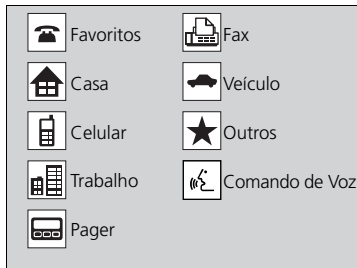 Favoritos
Casa
Celular
Trabalho
Pager
Fax
Veículo
Outros
Comando de Voz